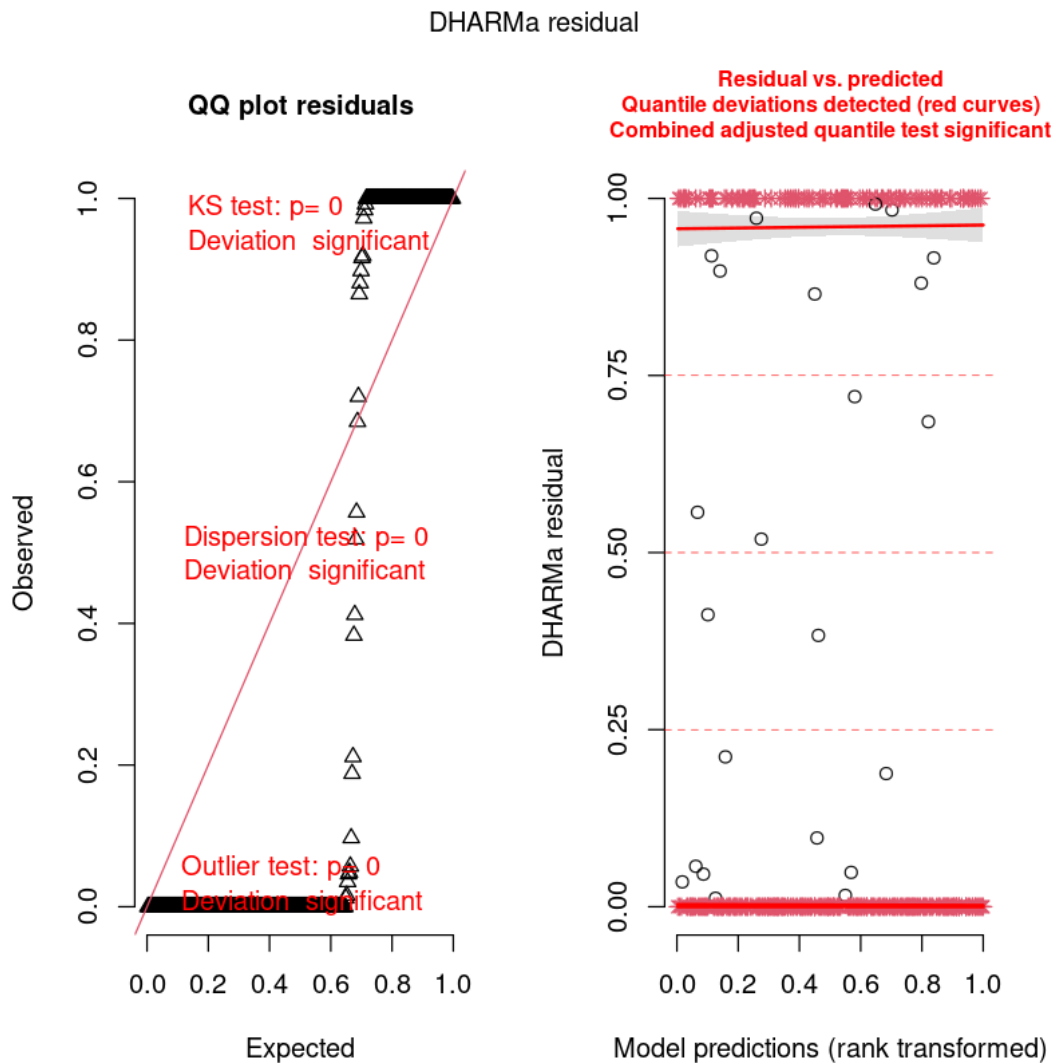 DHARMa residual
QQ plot residuals
KS test: p= 0
Deviation significant
Dispersion test: p= 0
Deviation significant
Outlier test: p= 0
Deviation significant
Observed
0.0
0.2
0.4
0.6
0.8
1.0
0.0 0.2 0.4 0.6 0.8 1.0
Expected
Residual vs. predicted
Quantile deviations detected (red curves)
Combined adjusted quantile test significant
DHARMa residual
0.00
0.25
0.50
0.75
1.00
0.0 0.2 0.4 0.6 0.8 1.0
Model predictions (rank transformed)